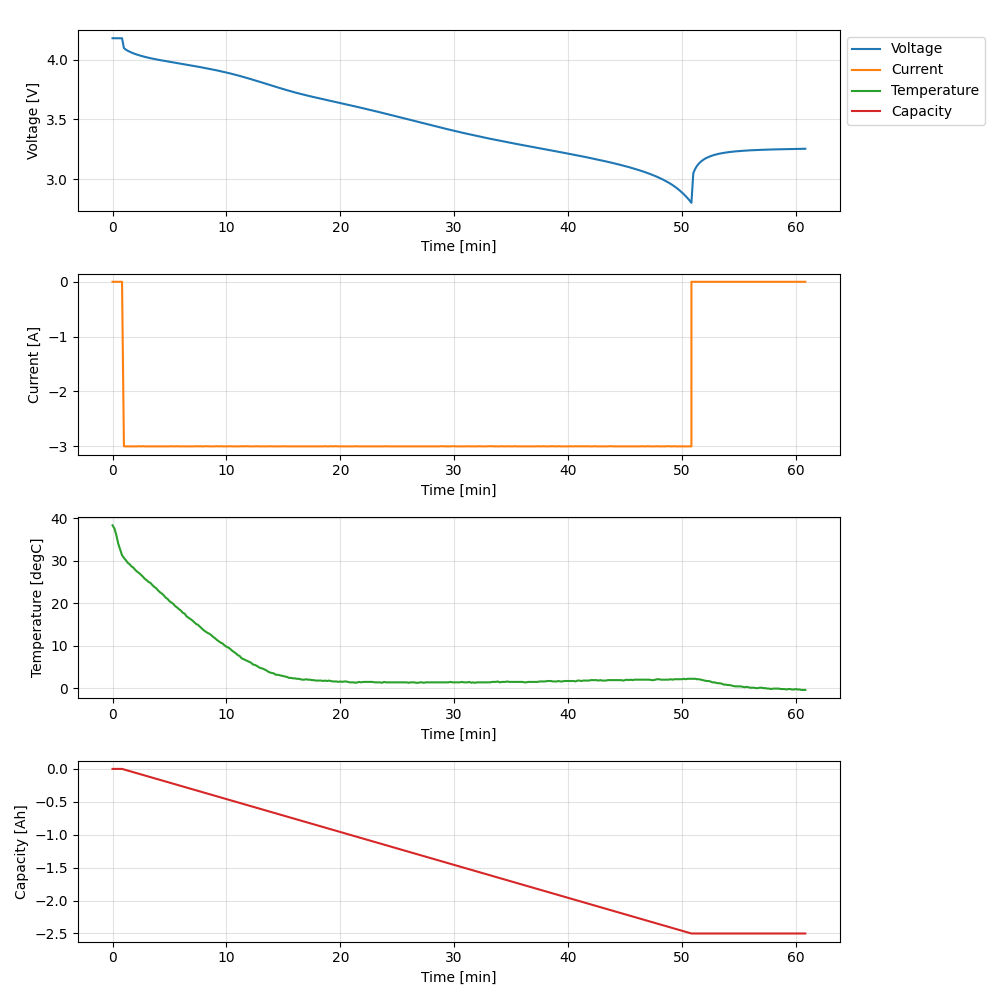 Voltage [V]
4.0
3.5
3.0
0 10 20 30 40 50 60
Time [min]
Voltage
Current
Temperature
Capacity
Current [A]
0
−1
−2
−3
0 10 20 30 40 50 60
Time [min]
Temperature [degC]
40
30
20
10
0
0 10 20 30 40 50 60
Time [min]
Capacity [Ah]
0.0
−0.5
−1.0
−1.5
−2.0
−2.5
0 10 20 30 40 50 60
Time [min]